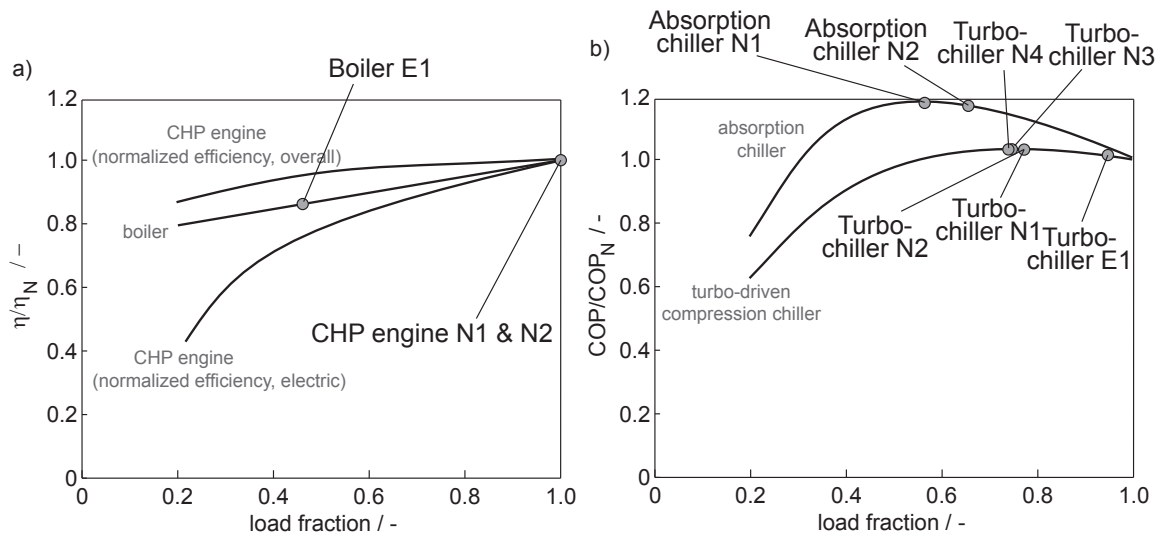 a)
Boiler E1
1.2
CHP engine
(normalized efficiency, overall)
1.0
boiler
0.8
0.6
CHP engine N1 & N2
CHP engine
(normalized efficiency, electric)
0.4
0.2
0
η/ηN / –
0
0.2
0.4
0.6
0.8
1.0
load fraction / -
b)
Absorption
chiller N1
Absorption
chiller N2
Turbo-
chiller N4
Turbo-
chiller N3
1.2
absorption
chiller
1.0
0.8
Turbo-
chiller N2
Turbo-
chiller N1
Turbo-
chiller E1
turbo-driven
compression chiller
0.6
0.4
0.2
0
COP/COPN / -
0
0.2
0.4
0.6
0.8
1.0
load fraction / -